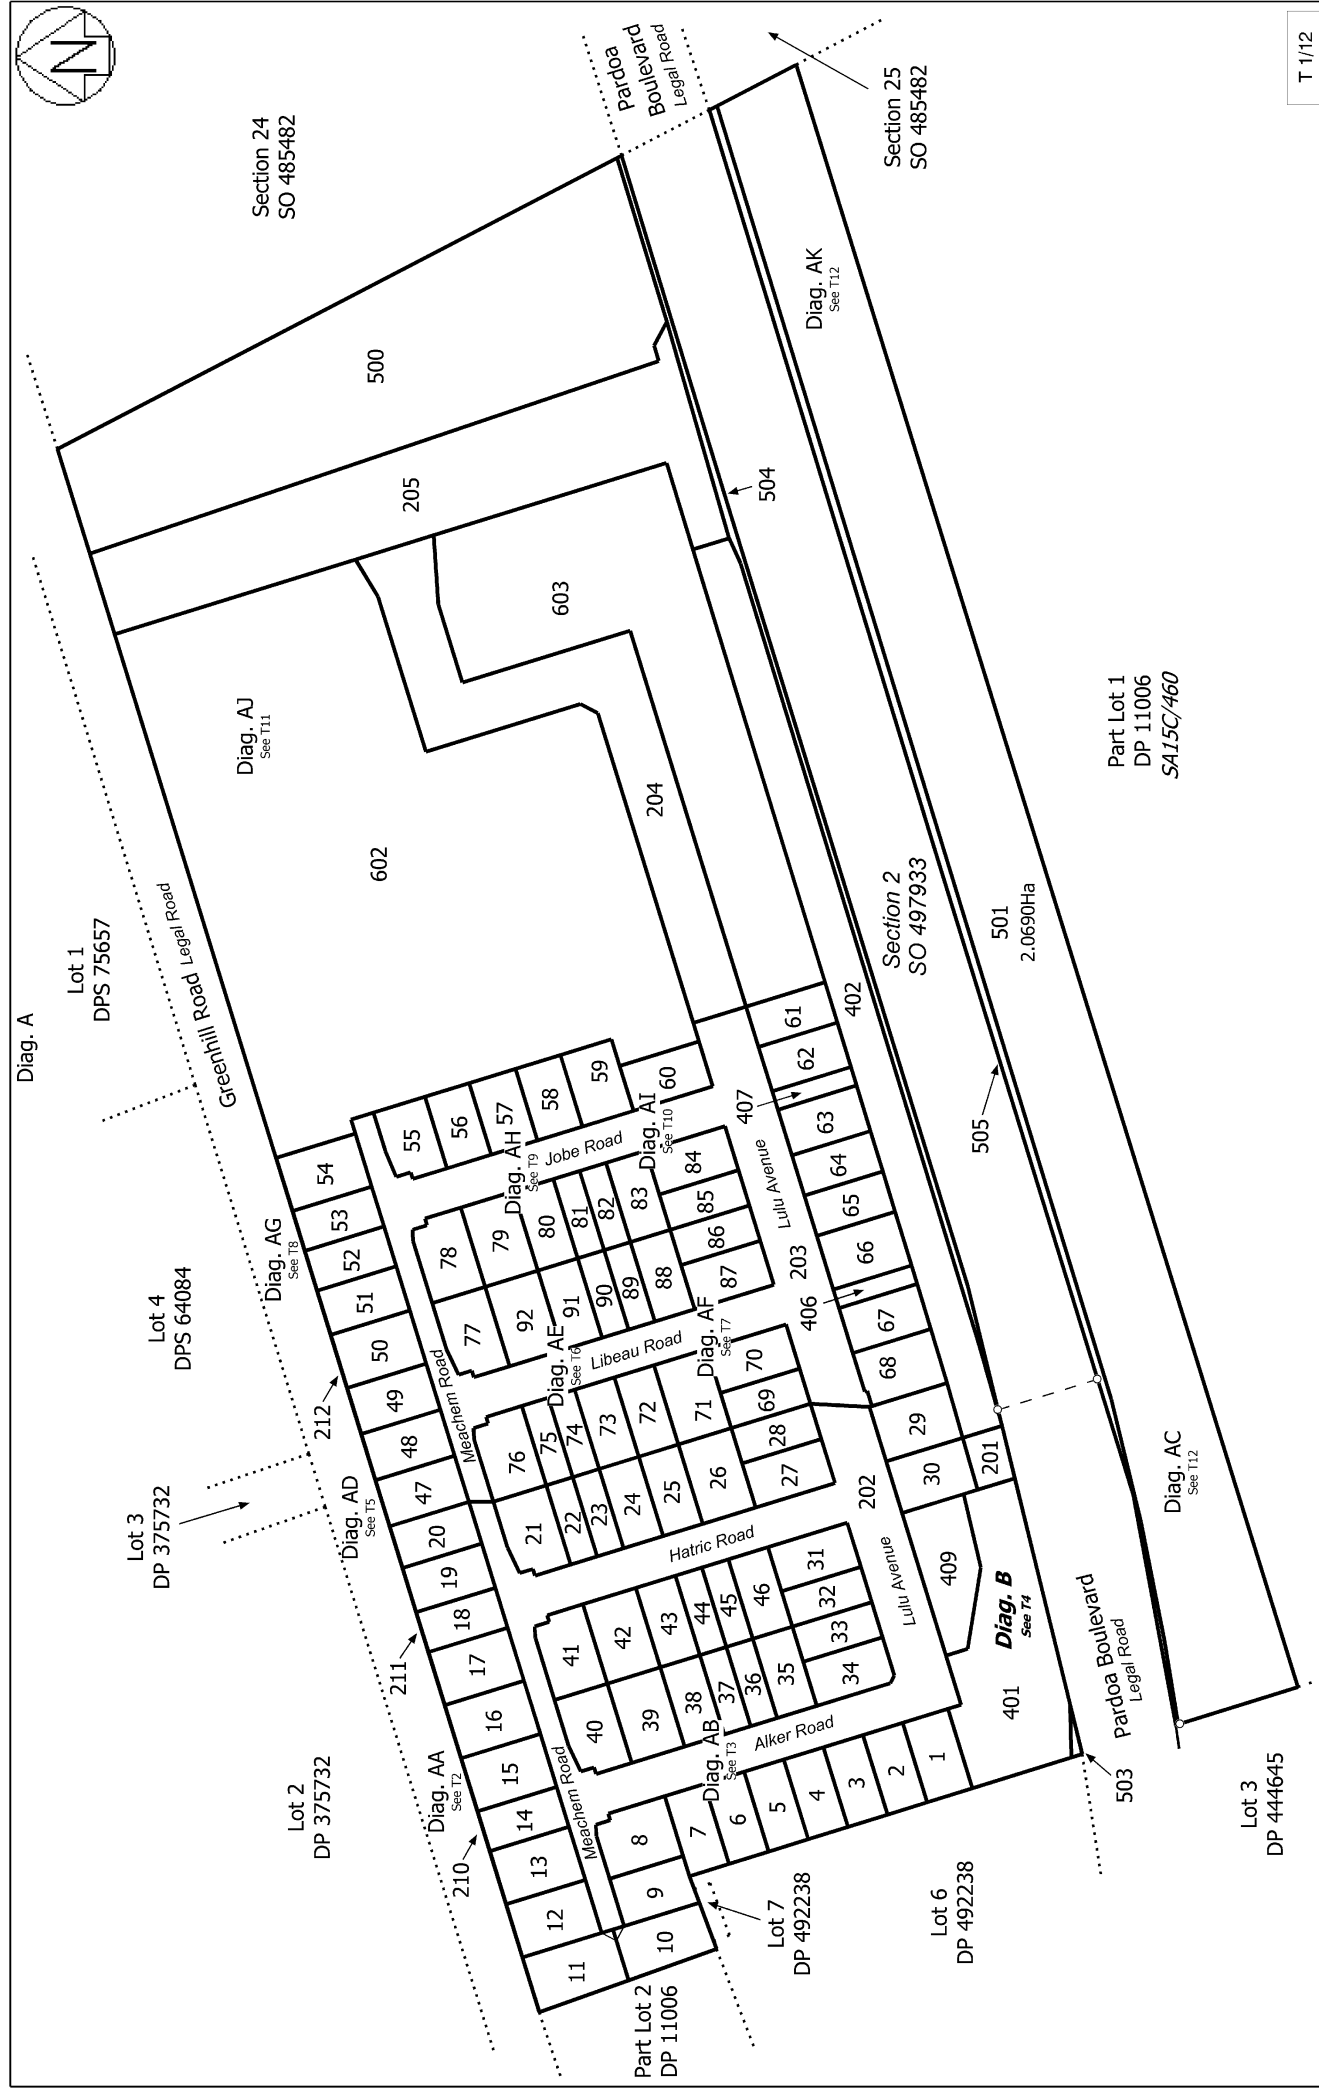 Diag. A
N
T 1/12
Section 24
SO 485482
Pardoa
Boulevard
Legal Road
Section 25
SO 485482
Lot 1
DPS 75657
Greenhill Road Legal Road
Lot 4
DPS 64084
Lot 3
DP 375732
Lot 2
DP 375732
Diag. AJ
See T11
Diag. AK
See T12
500
205
504
603
602
204
Section 2
SO 497933
501
2.0690Ha
Part Lot 1
DP 11006
SA15C/460
505
402
Diag. AG
See T8
212
Diag. AD
See T5
211
Diag. AA
See T2
210
11
12
13
14
15
16
17
18
19
20
47
48
49
50
51
52
53
54
Meachem Road
Meachem Road
55
56
57
58
59
60
Diag. AH
See T9
Jobe Road
Diag. AI
See T10
78
79
80
81
82
83
84
77
92
91
90
89
88
85
86
87
Diag. AE
See T6
Libeau Road
Diag. AF
See T7
76
75
74
73
72
71
70
69
21
22
23
24
25
26
28
27
Hatric Road
41
42
43
44
45
46
31
32
33
34
40
39
38
37
36
35
Diag. AB
See T3
Alker Road
8
9
10
7
6
5
4
3
2
1
Lulu Avenue
203
407
61
62
63
64
65
66
406
67
68
29
30
201
202
Lulu Avenue
409
Diag. B
See T4
401
503
Pardoa Boulevard
Legal Road
Diag. AC
See T12
Lot 3
DP 444645
Lot 6
DP 492238
Lot 7
DP 492238
Part Lot 2
DP 11006